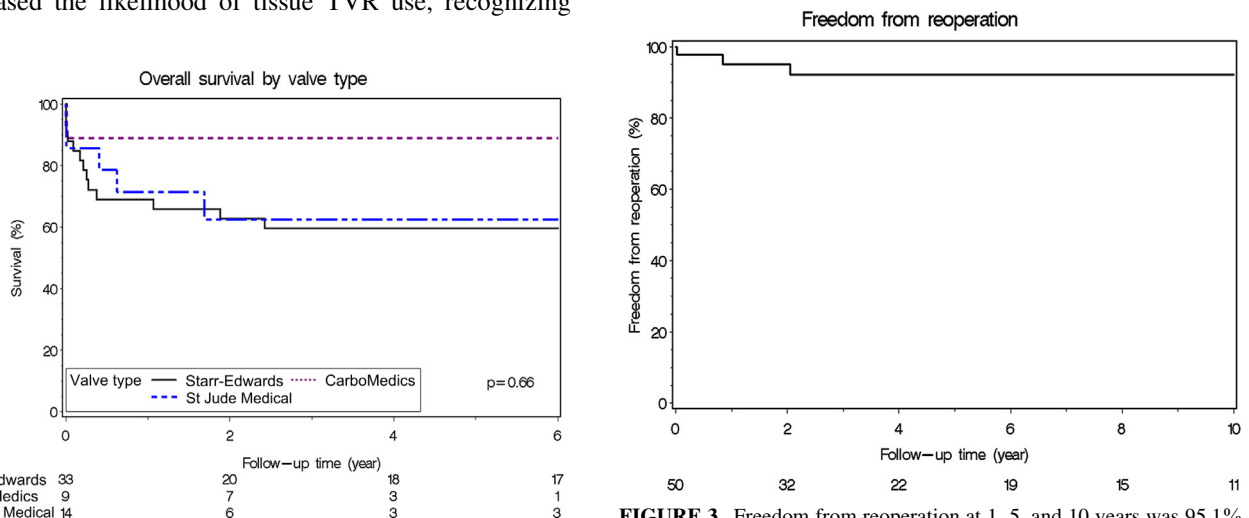 ased the likelihood of tissue TVR use, recognizing
Overall survival by valve type
100
80
60
40
20
0
Survival (%)
Valve type Starr-Edwards CarboMedics
St Jude Medical
p=0.66
0 2 4 6
Follow-up time (year)
dwards 33 20 18 17
edics 9 7 3 1
Medical 14 6 3 3
Freedom from reoperation
100
80
60
40
20
0
Freedom from reoperation (%)
0 2 4 6 8 10
Follow-up time (year)
50 32 22 19 15 11
FIGURE 3. Freedom from reoperation at 1, 5, and 10 years was 95.1%